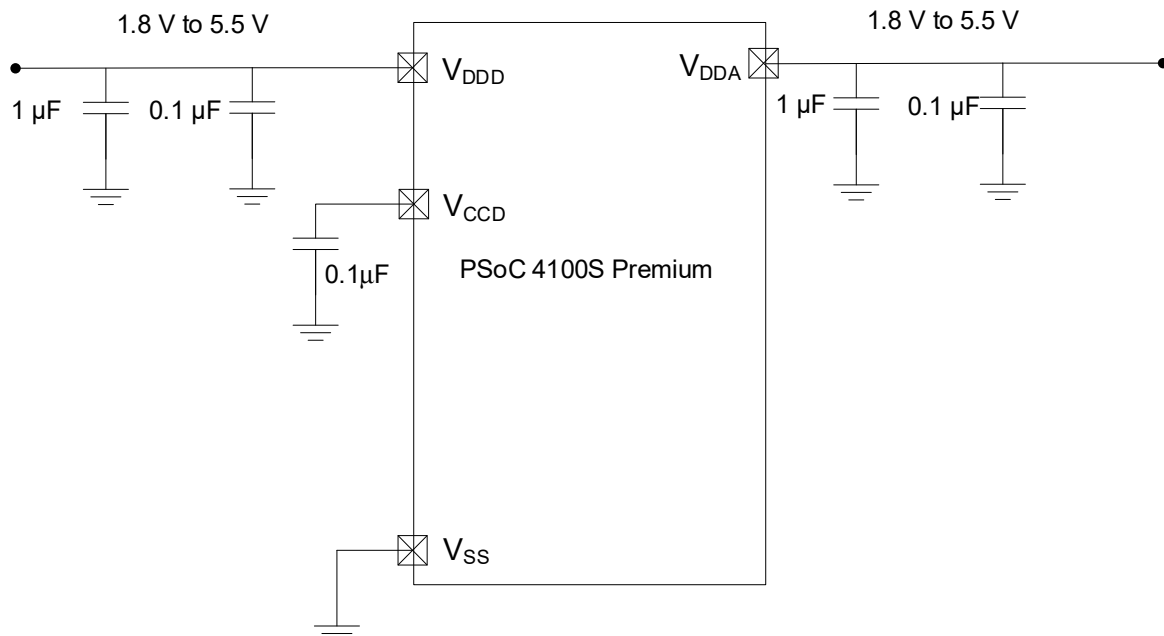 1.8 V to 5.5 V
1.8 V to 5.5 V
VDDD
VDDA
1 µF
0.1 µF
1 µF
0.1 µF
VCCD
0.1µF
PSoC 4100S Premium
VSS